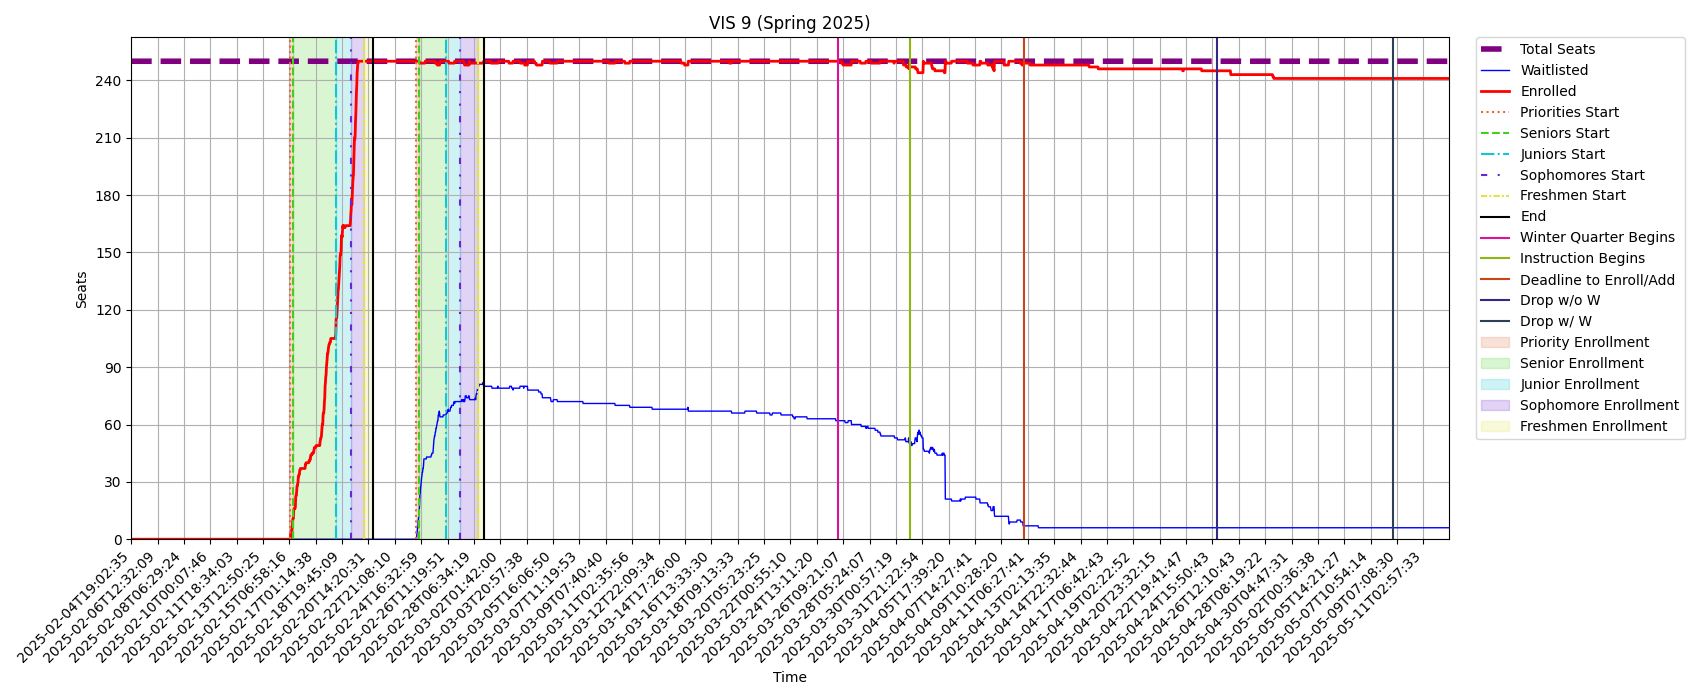 VIS 9 (Spring 2025)
Seats
240
210
180
150
120
90
60
30
0
2025-02-04T19:02:35
2025-02-06T12:32:09
2025-02-08T06:29:24
2025-02-10T00:07:46
2025-02-11T18:34:03
2025-02-13T12:50:25
2025-02-15T06:58:16
2025-02-17T01:14:38
2025-02-18T19:45:09
2025-02-20T14:20:31
2025-02-22T21:08:10
2025-02-24T16:32:59
2025-02-26T11:19:51
2025-02-28T06:34:19
2025-03-02T01:42:00
2025-03-03T20:57:38
2025-03-05T16:06:50
2025-03-07T11:19:53
2025-03-09T07:40:40
2025-03-11T02:35:56
2025-03-12T22:09:34
2025-03-14T17:26:00
2025-03-16T13:33:30
2025-03-18T09:13:33
2025-03-20T05:23:25
2025-03-22T00:55:10
2025-03-24T13:11:20
2025-03-26T09:21:07
2025-03-28T05:24:07
2025-03-30T00:57:19
2025-03-31T21:22:54
2025-04-05T17:39:20
2025-04-07T14:27:41
2025-04-09T10:28:20
2025-04-11T06:27:41
2025-04-13T02:13:35
2025-04-14T22:32:44
2025-04-17T06:42:43
2025-04-19T02:22:52
2025-04-20T23:32:15
2025-04-22T19:41:47
2025-04-24T15:50:43
2025-04-26T12:10:43
2025-04-28T08:19:22
2025-04-30T04:47:31
2025-05-02T00:36:38
2025-05-05T14:21:27
2025-05-07T10:54:14
2025-05-09T07:08:30
2025-05-11T02:57:33
Time
Total Seats
Waitlisted
Enrolled
Priorities Start
Seniors Start
Juniors Start
Sophomores Start
Freshmen Start
End
Winter Quarter Begins
Instruction Begins
Deadline to Enroll/Add
Drop w/o W
Drop w/ W
Priority Enrollment
Senior Enrollment
Junior Enrollment
Sophomore Enrollment
Freshmen Enrollment